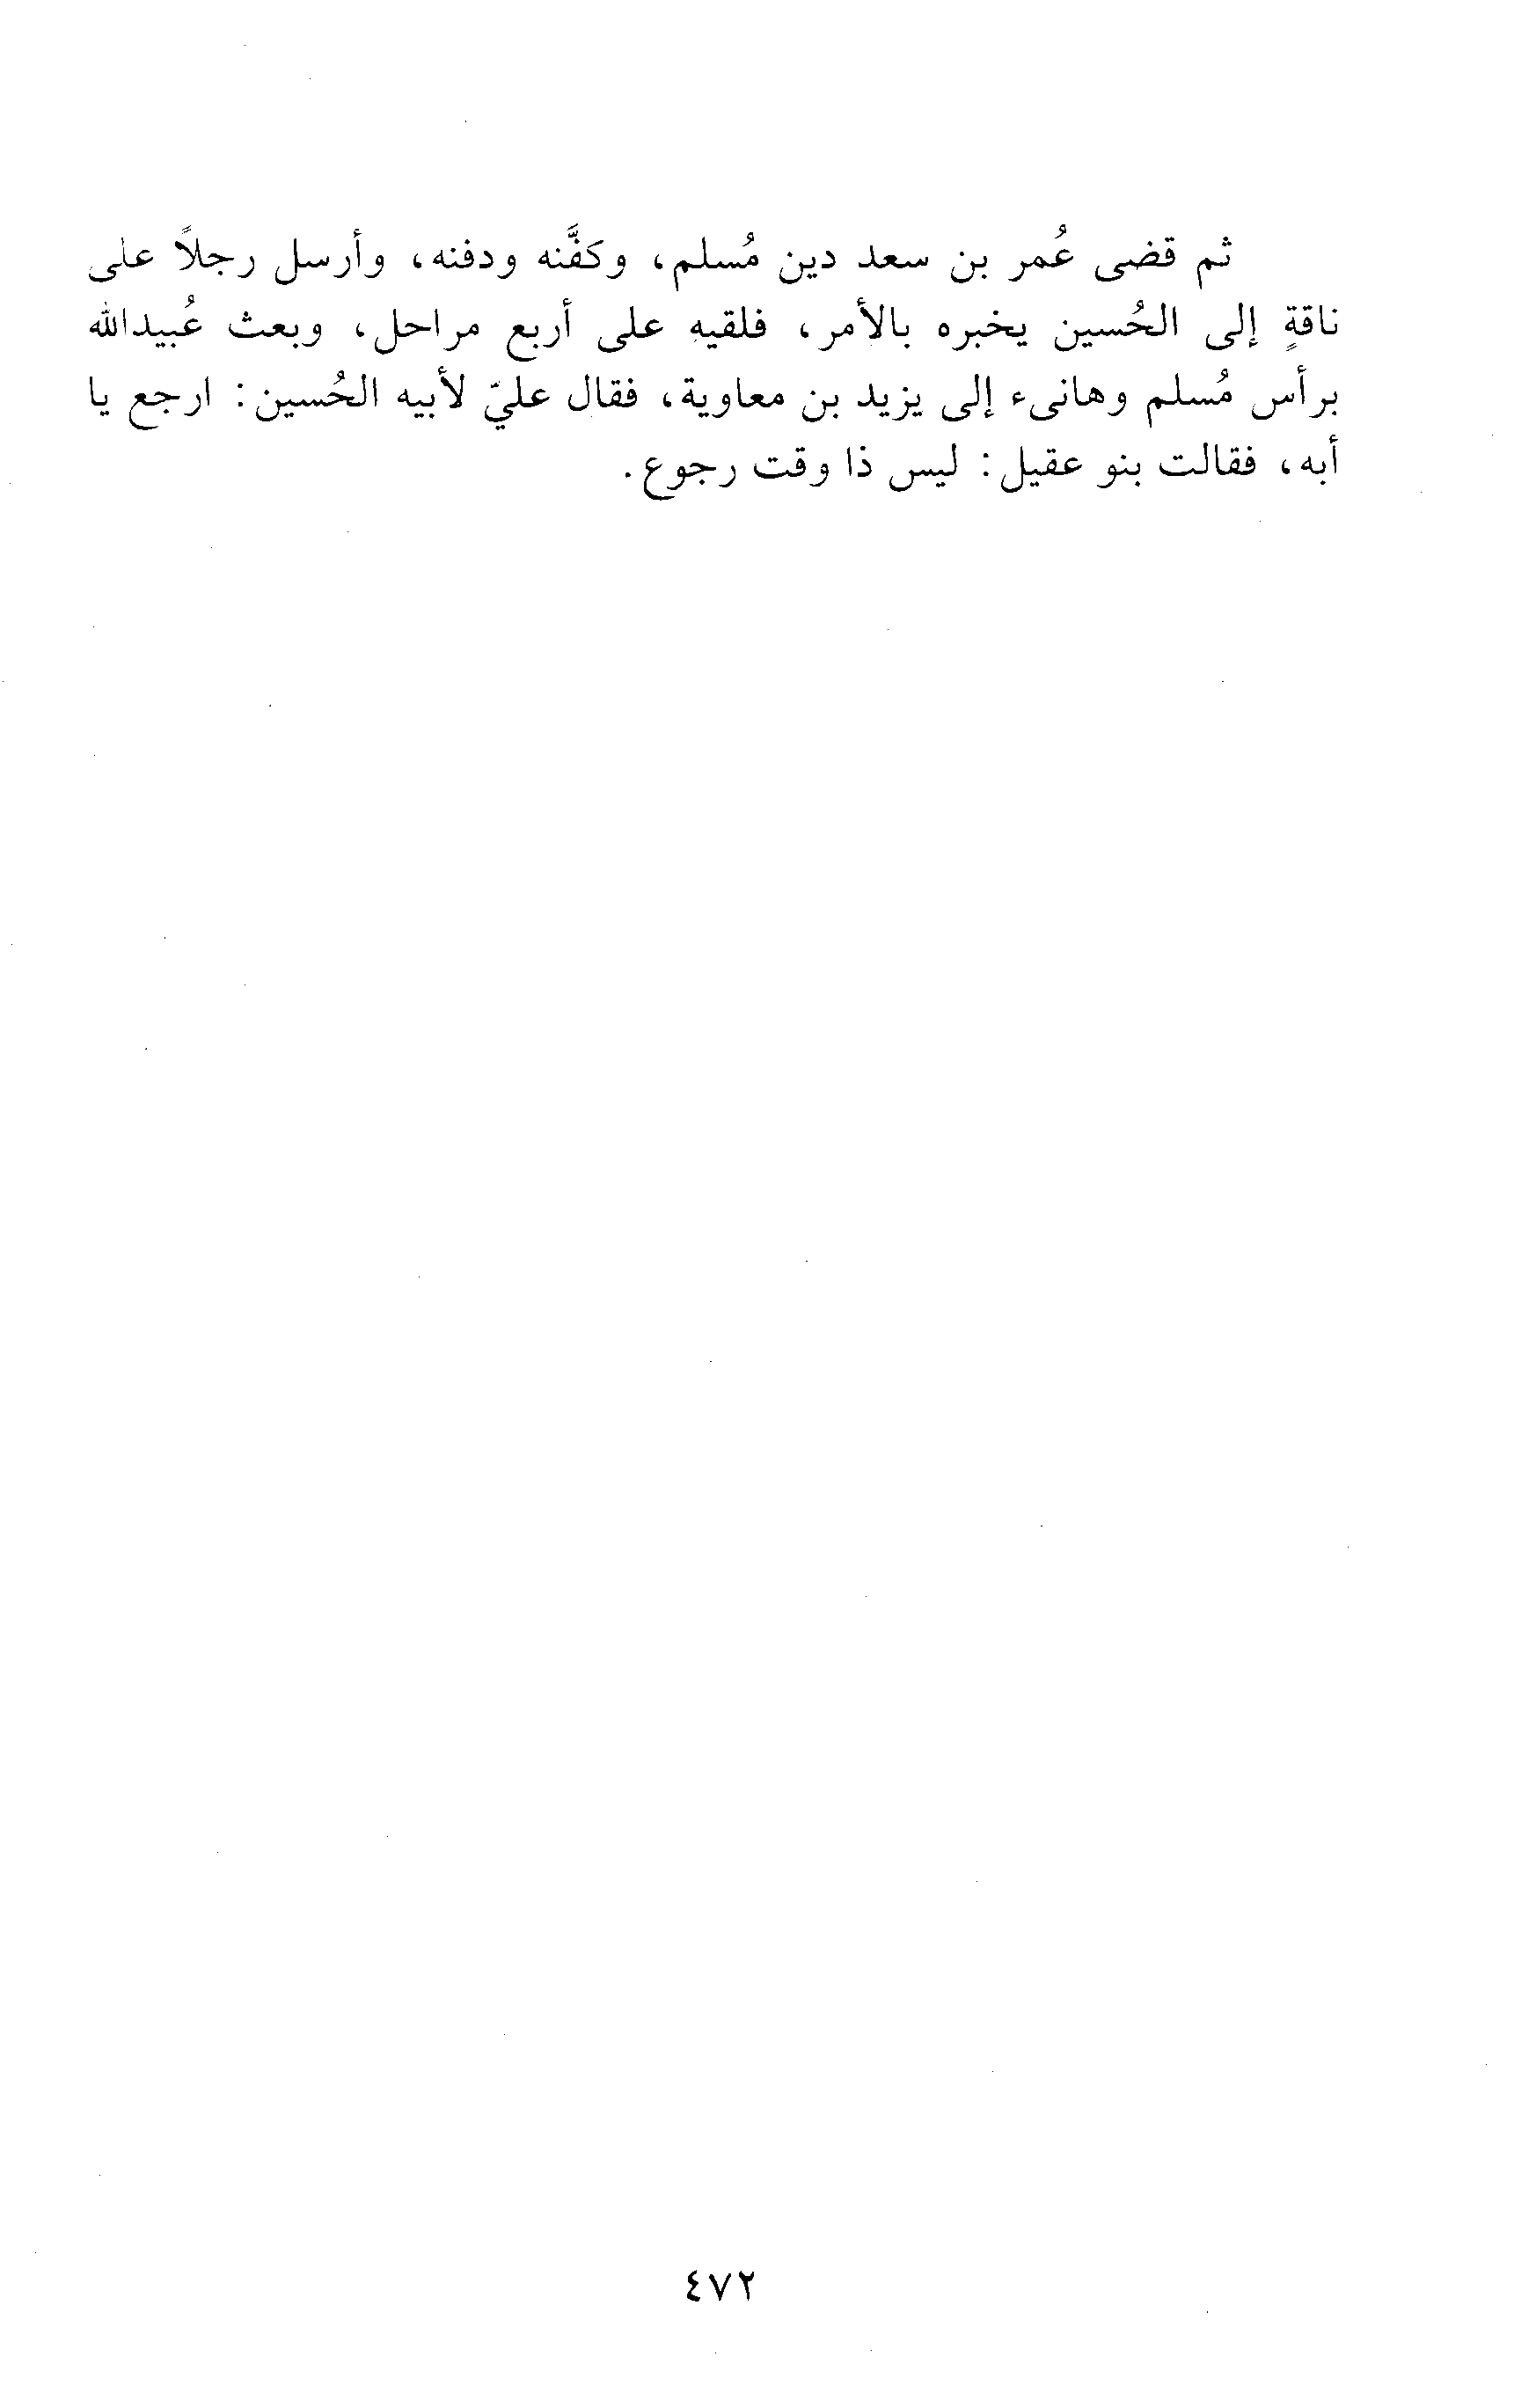 ثم قضى عُمر بن سعد دين مُسلم، وكفَّنه ودفنه، وأرسل رجلاً على
ناقةٍ إلى الحُسين يخبره بالأمر، فلقيه على أربع مراحل، وبعث عُبيدالله
برأس مُسلم وهانىء إلى يزيد بن معاوية، فقال عليّ لأبيه الحُسين: ارجع يا
أبه، فقالت بنو عقيل: ليس ذا وقت رجوع.
٤٧٢